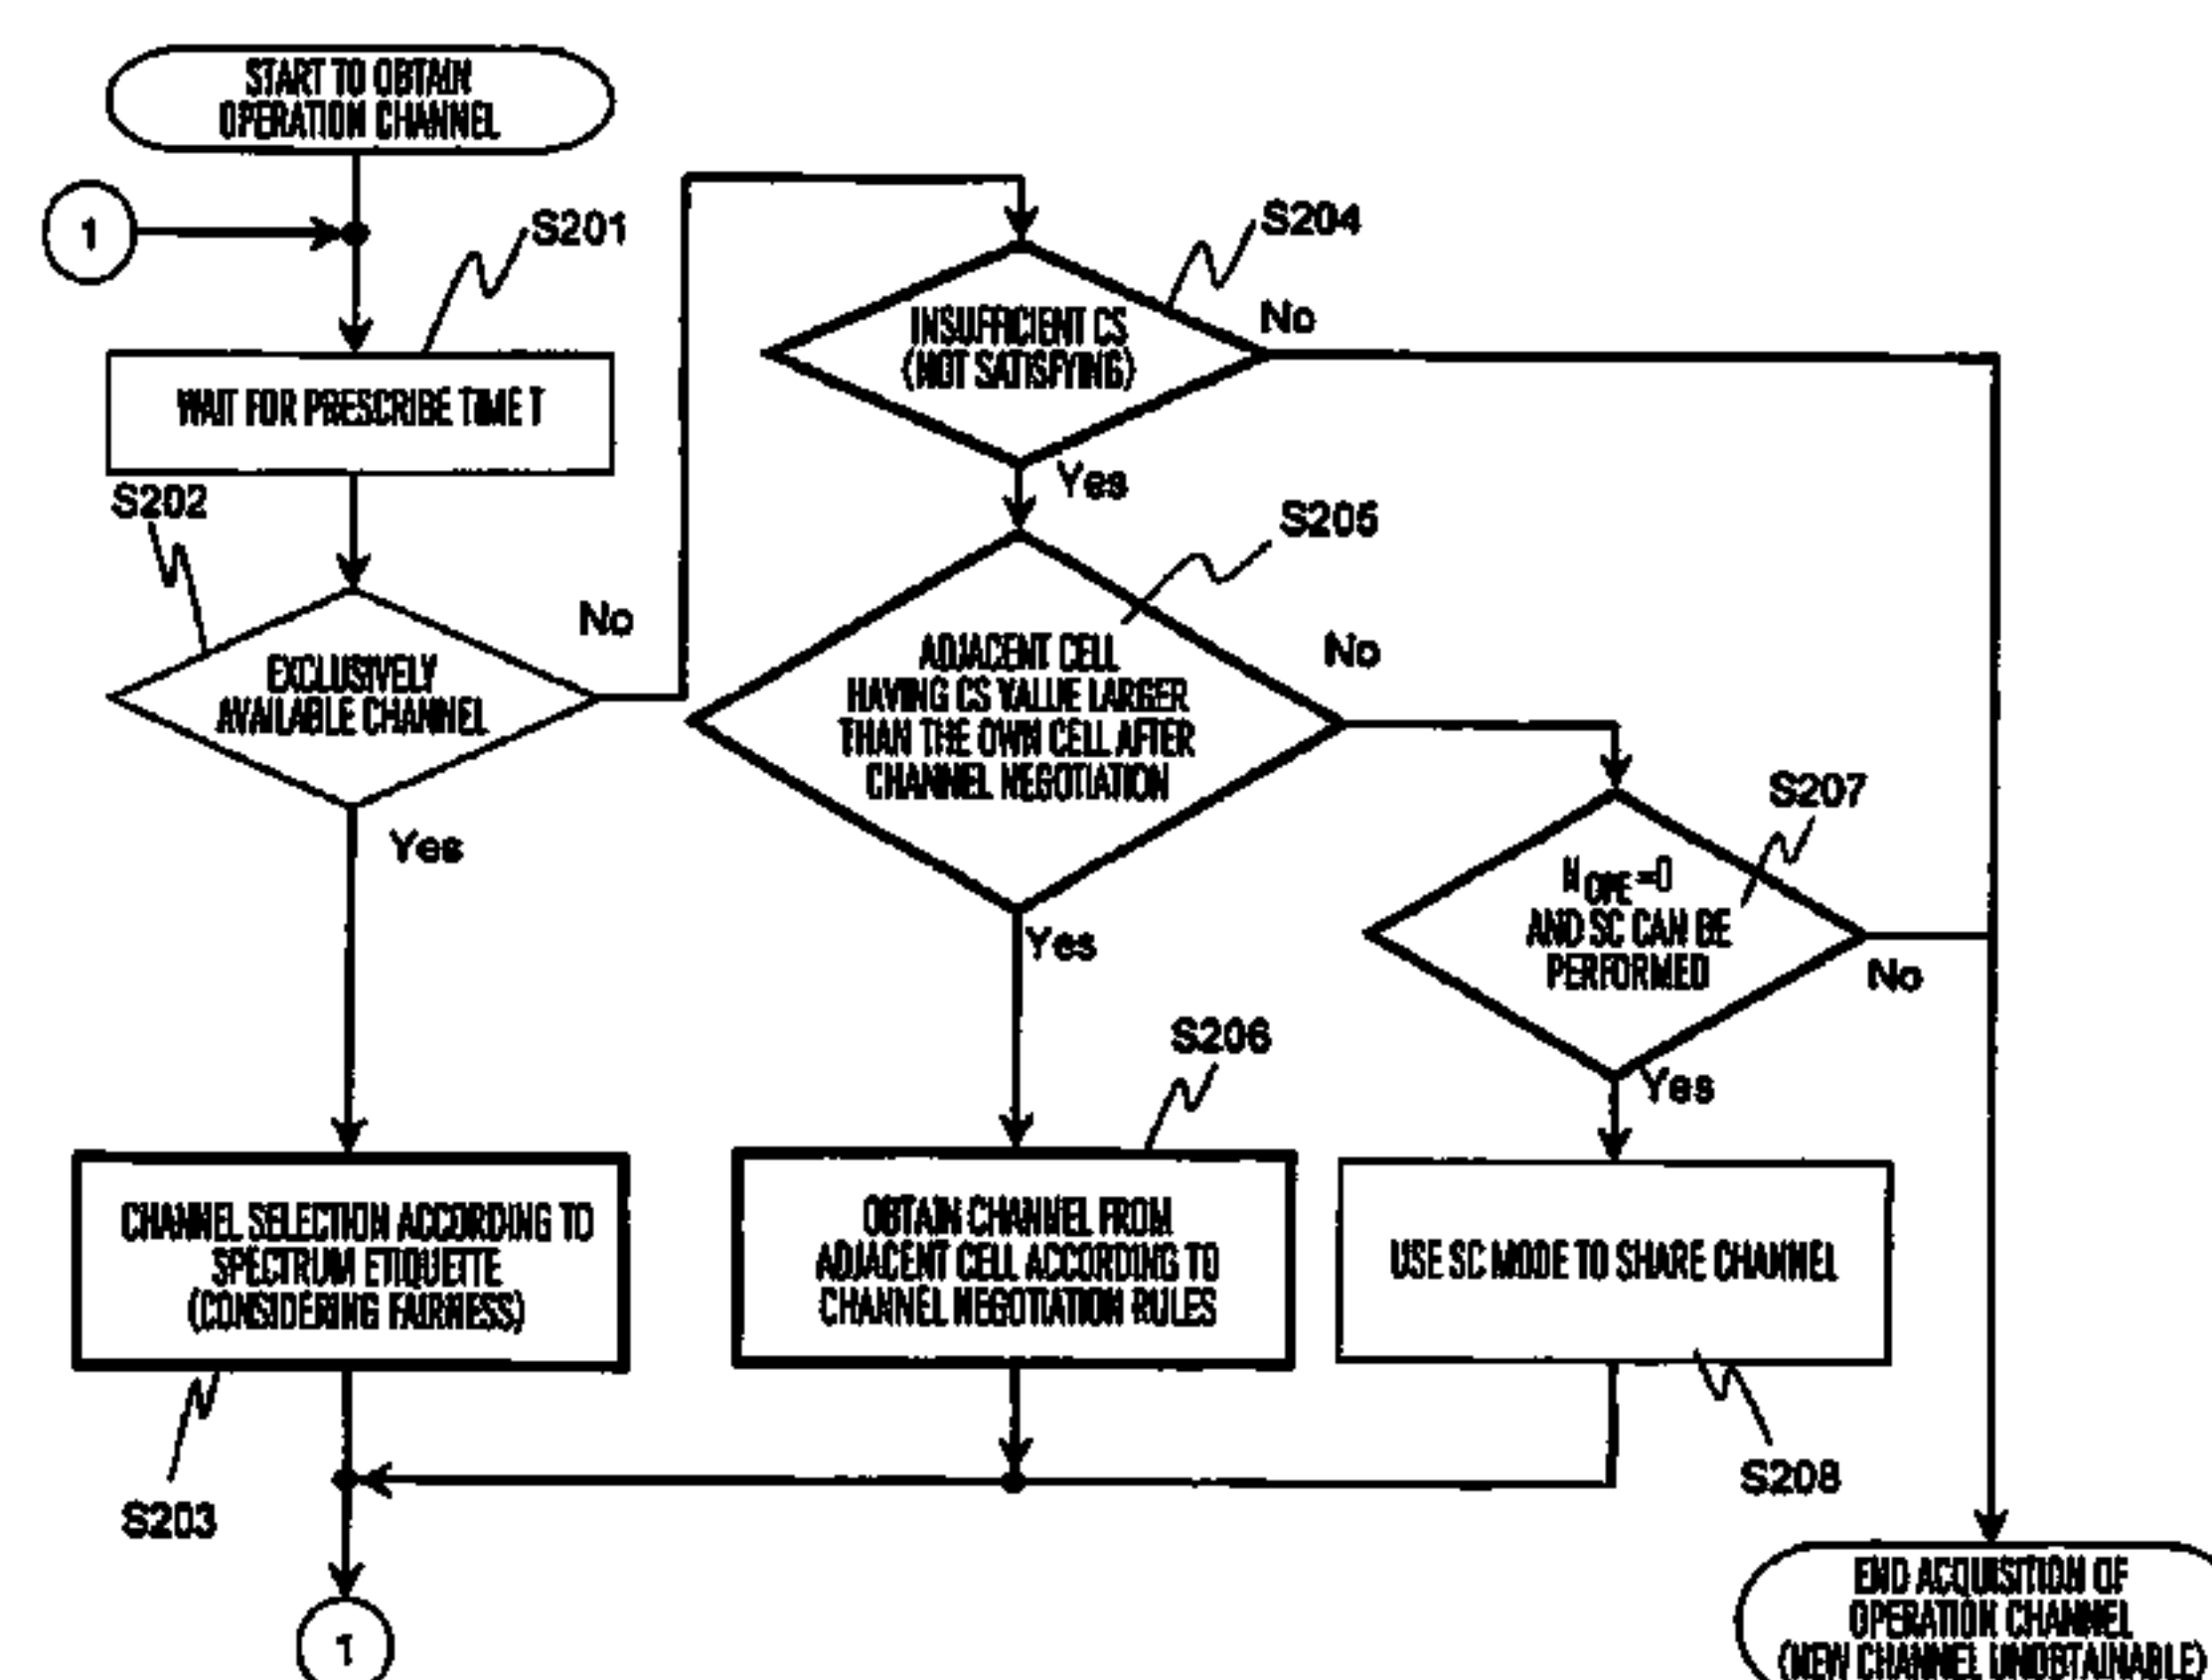 START TO OBTAIN
OPERATION CHANNEL
1
S201
WAIT FOR PRESCRIBE TIME T
S202
EXCLUSIVELY
AVAILABLE CHANNEL
No
Yes
CHANNEL SELECTION ACCORDING TO
SPECTRUM ETIQUETTE
(CONSIDERING FAIRNESS)
S203
1
S204
INSUFFICIENT CS
(NOT SATISFYING)
No
Yes
S205
ADJACENT CELL
HAVING CS VALUE LARGER
THAN THE OWN CELL AFTER
CHANNEL NEGOTIATION
No
Yes
S206
OBTAIN CHANNEL FROM
ADJACENT CELL ACCORDING TO
CHANNEL NEGOTIATION RULES
S207
N OPE =0
AND SC CAN BE
PERFORMED
No
Yes
USE SC MODE TO SHARE CHANNEL
S208
END ACQUISITION OF
OPERATION CHANNEL
(NEW CHANNEL UNOBTAINABLE)